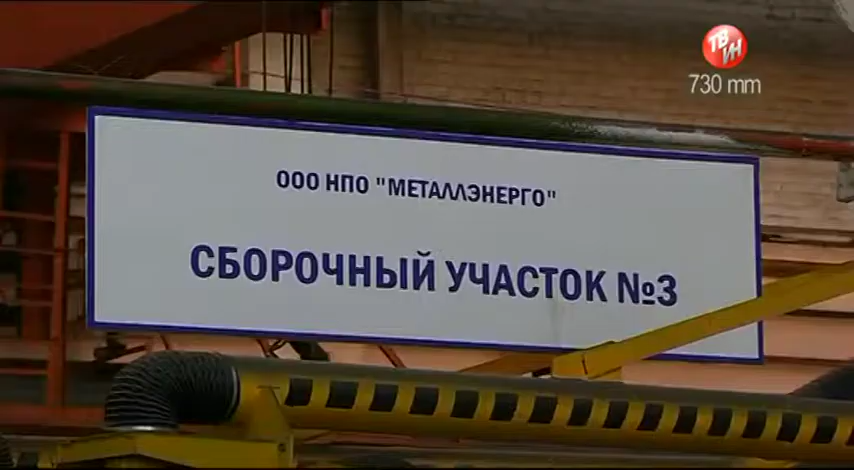 ТВ
ИН
730 mm
ООО НПО "МЕТАЛЛЭНЕРГО"
СБОРОЧНЫЙ УЧАСТОК №3